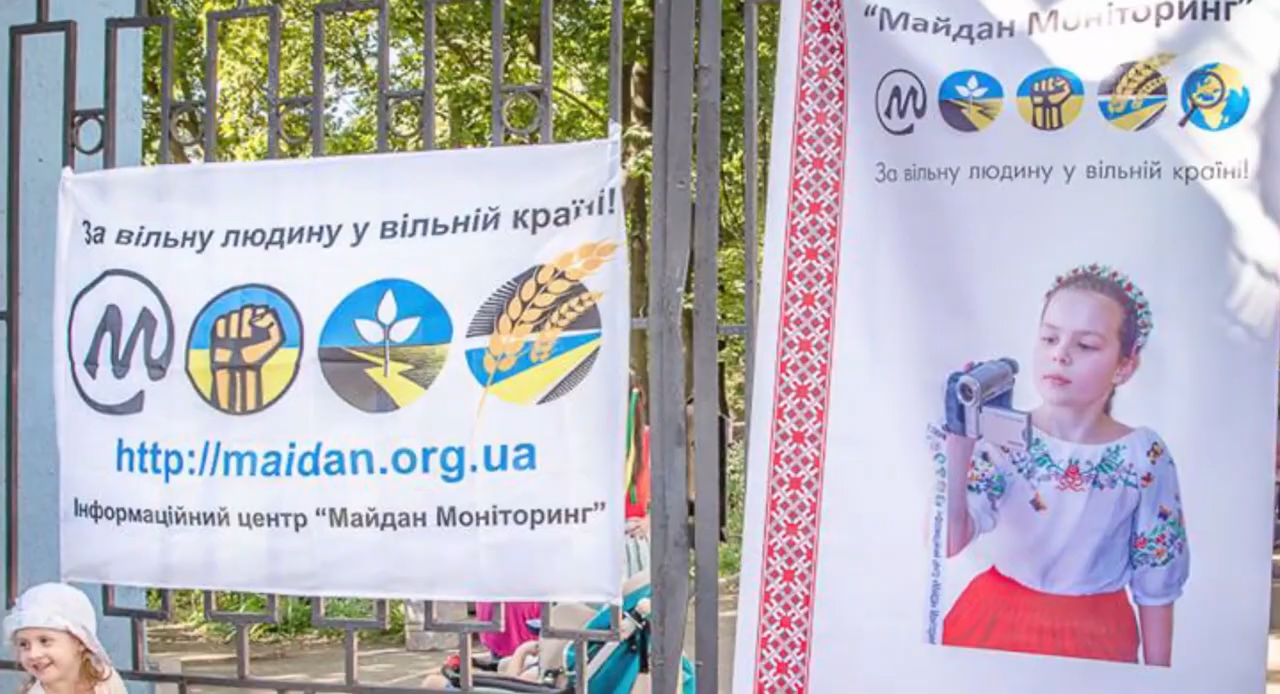 За вільну людину у вільній країні!
http://maidan.org.ua
Інформаційний центр “Майдан Моніторинг”
“Майдан Моніторинг”
За вільну людину у вільній країні!